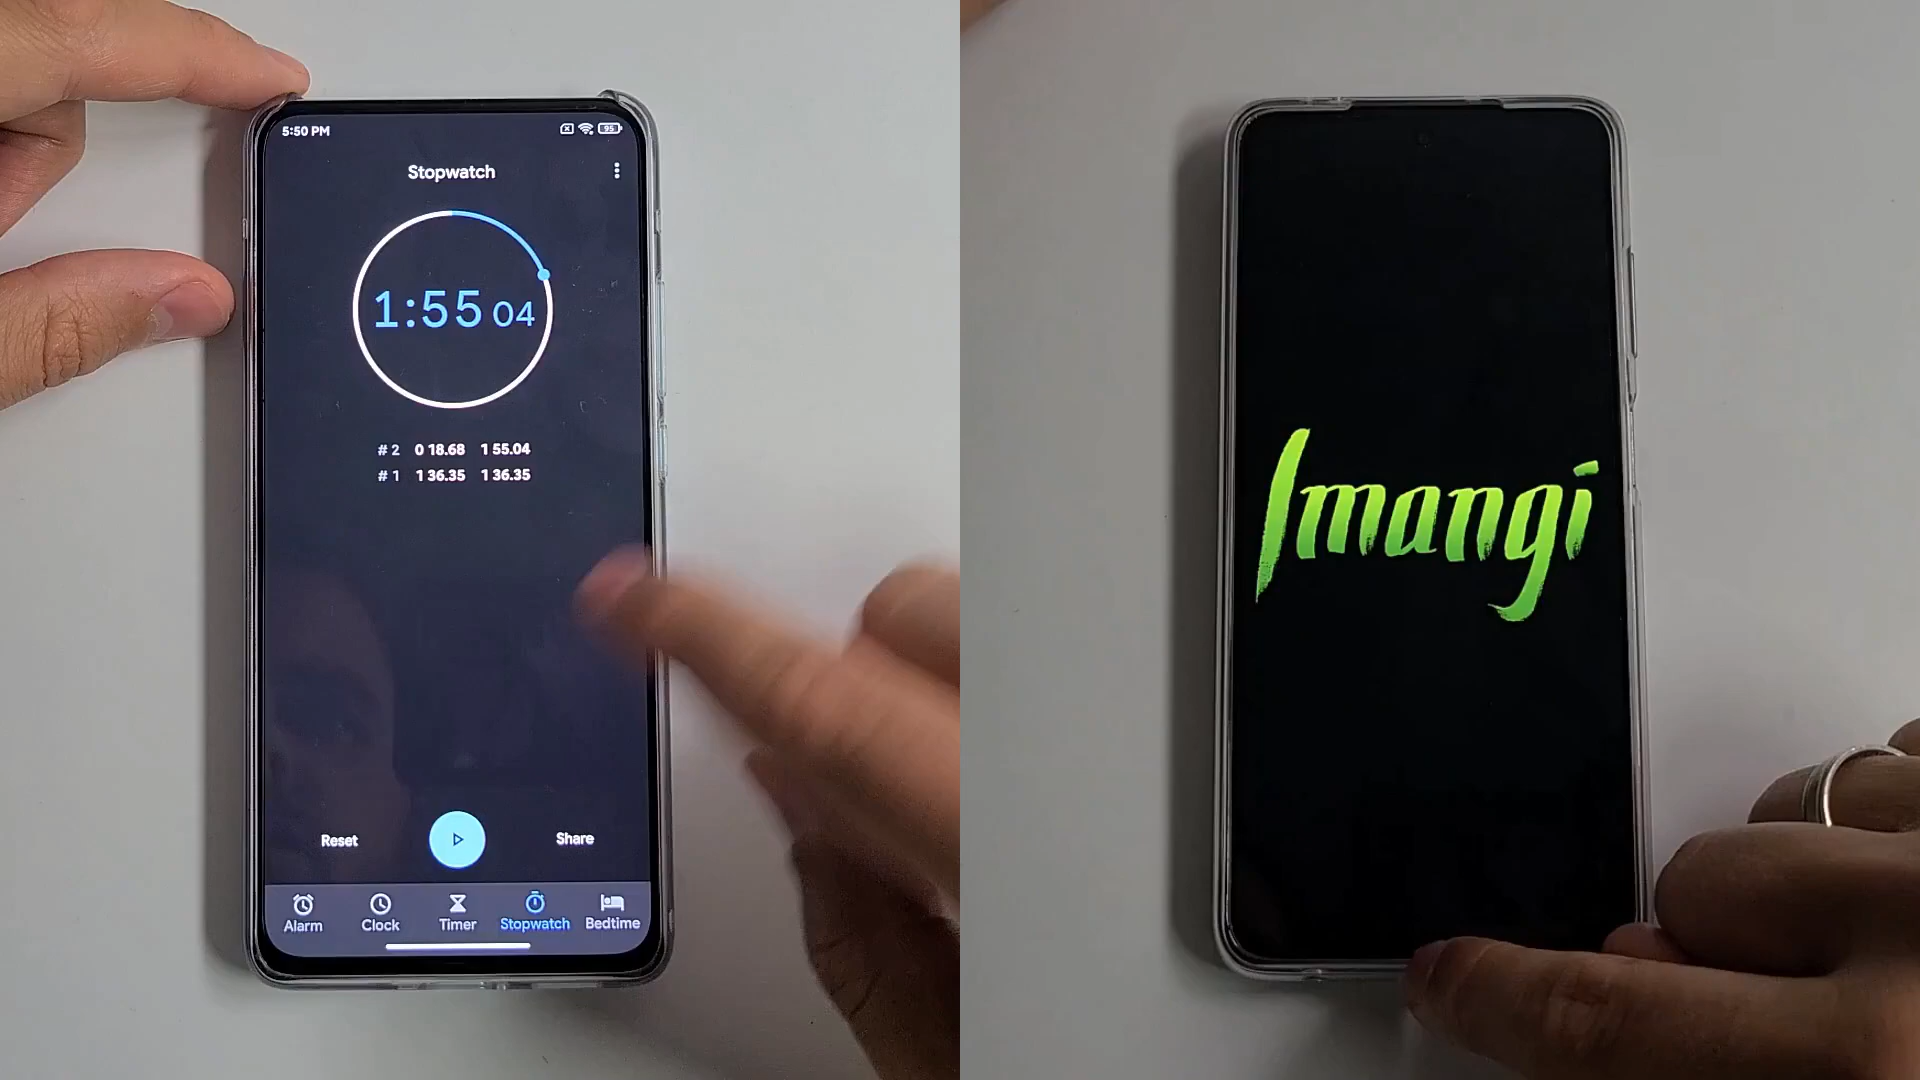 5:50 PM
95
Stopwatch
1:55 04
# 2 0 18.68 1 55.04
# 1 1 36.35 1 36.35
Reset
Share
Alarm Clock Timer Stopwatch Bedtime
Imangi